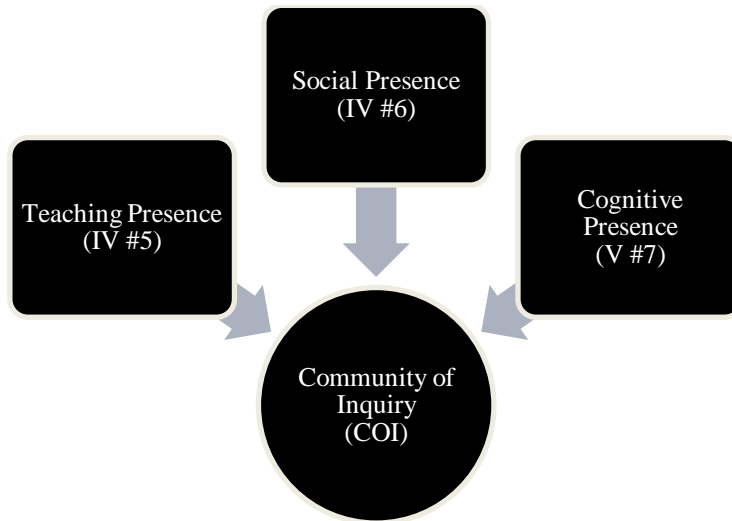 Social Presence
(IV #6)
Teaching Presence
(IV #5)
Cognitive
Presence
(V #7)
Community of
Inquiry
(COI)